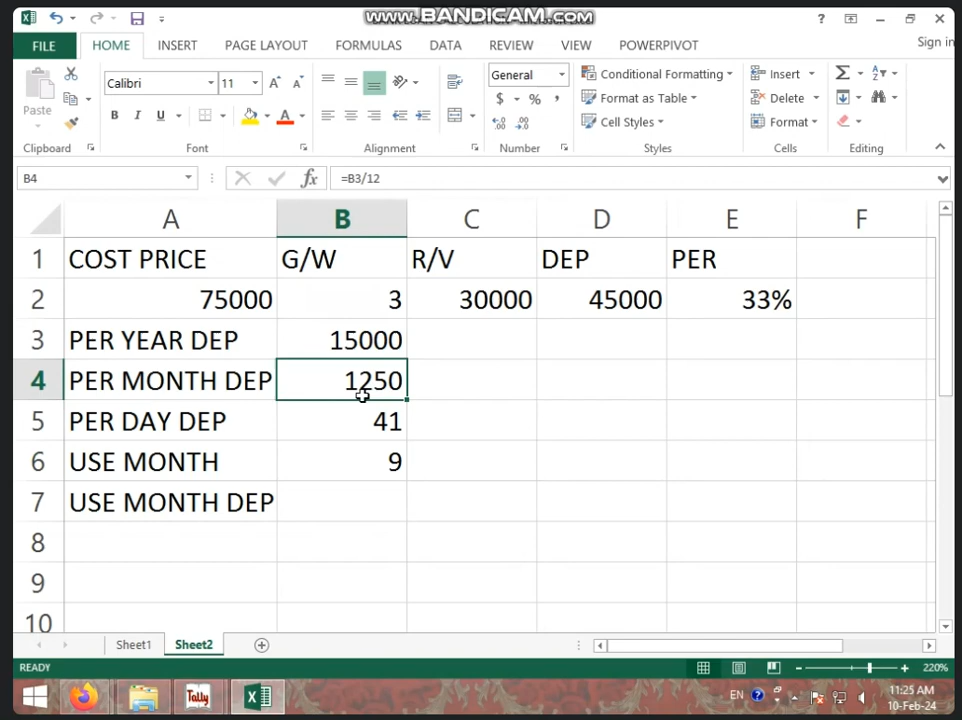 www.BANDICAM.com
Sign in
FILE HOME INSERT PAGE LAYOUT FORMULAS DATA REVIEW VIEW POWERPIVOT
Paste
Calibri 11
B I U
General
$ % ,
Conditional Formatting
Format as Table
Cell Styles
Insert
Delete
Format
Clipboard Font Alignment Number Styles Cells Editing
B4 fx =B3/12
A B C D E F
1 COST PRICE G/W R/V DEP PER
2 75000 3 30000 45000 33%
3 PER YEAR DEP 15000
4 PER MONTH DEP 1250
5 PER DAY DEP 41
6 USE MONTH 9
7 USE MONTH DEP
8
9
10
Sheet1 Sheet2
READY 220%
Tally EN 11:25 AM
10-Feb-24